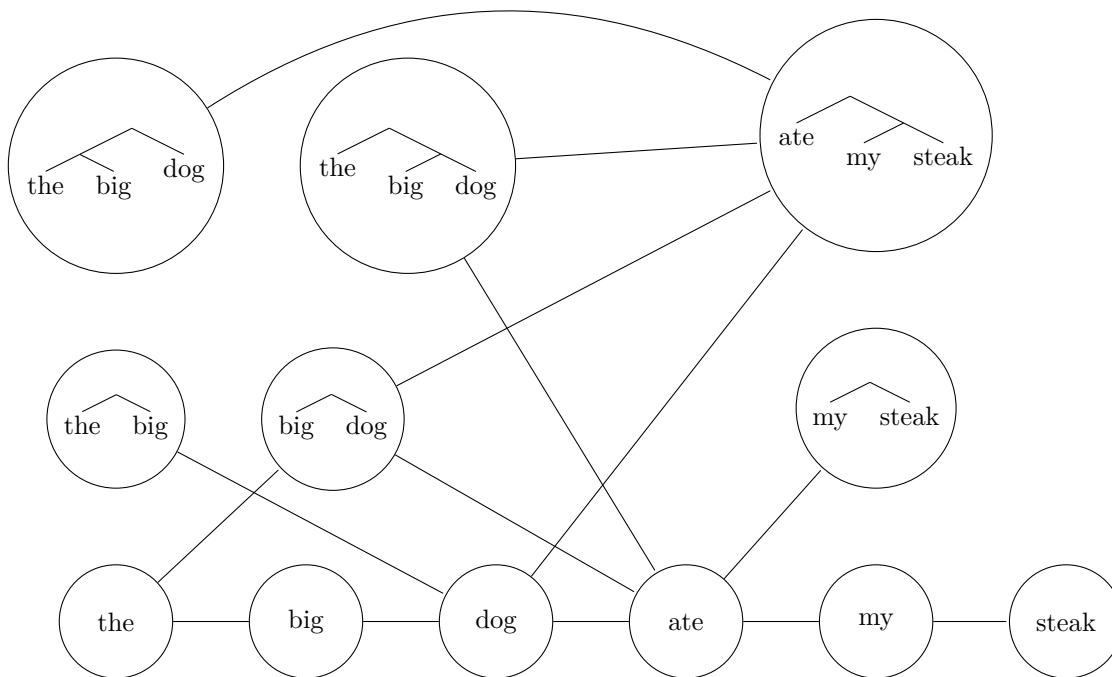 the big dog
the big dog
ate my steak
the big
big dog
my steak
the
big
dog
ate
my
steak